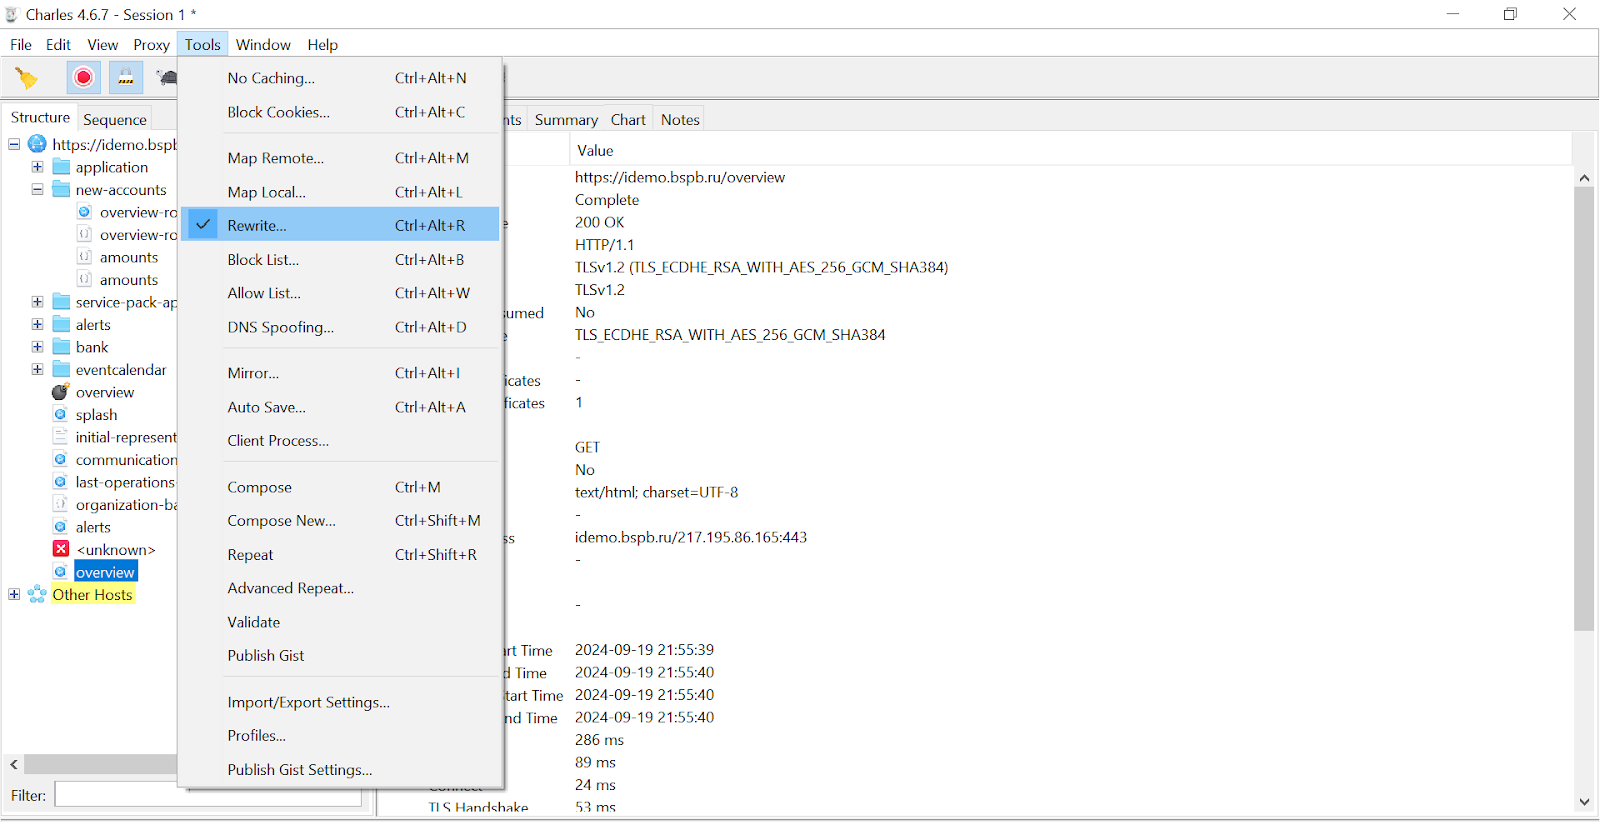 Charles 4.6.7 - Session 1 *
File Edit View Proxy Tools Window Help
Structure Sequence
https://idemo.bspb
application
new-accounts
overview-ro
overview-ro
amounts
amounts
service-pack-ap
alerts
bank
eventcalendar
overview
splash
initial-represent
communication
last-operations-
organization-ba
alerts
<unknown>
overview
Other Hosts
Filter:
No Caching... Ctrl+Alt+N
Block Cookies... Ctrl+Alt+C
Map Remote... Ctrl+Alt+M
Map Local... Ctrl+Alt+L
Rewrite... Ctrl+Alt+R
Block List... Ctrl+Alt+B
Allow List... Ctrl+Alt+W
DNS Spoofing... Ctrl+Alt+D
Mirror... Ctrl+Alt+I
Auto Save... Ctrl+Alt+A
Client Process...
Compose Ctrl+M
Compose New... Ctrl+Shift+M
Repeat Ctrl+Shift+R
Advanced Repeat...
Validate
Publish Gist
Import/Export Settings...
Profiles...
Publish Gist Settings...
nts Summary Chart Notes
Value
https://idemo.bspb.ru/overview
Complete
e 200 OK
HTTP/1.1
TLSv1.2 (TLS_ECDHE_RSA_WITH_AES_256_GCM_SHA384)
TLSv1.2
sumed No
e TLS_ECDHE_RSA_WITH_AES_256_GCM_SHA384
-
icates -
ificates 1
GET
No
text/html; charset=UTF-8
-
ss idemo.bspb.ru/217.195.86.165:443
-
-
rt Time 2024-09-19 21:55:39
d Time 2024-09-19 21:55:40
tart Time 2024-09-19 21:55:40
nd Time 2024-09-19 21:55:40
286 ms
89 ms
Connect 24 ms
TLS Handshake 53 ms